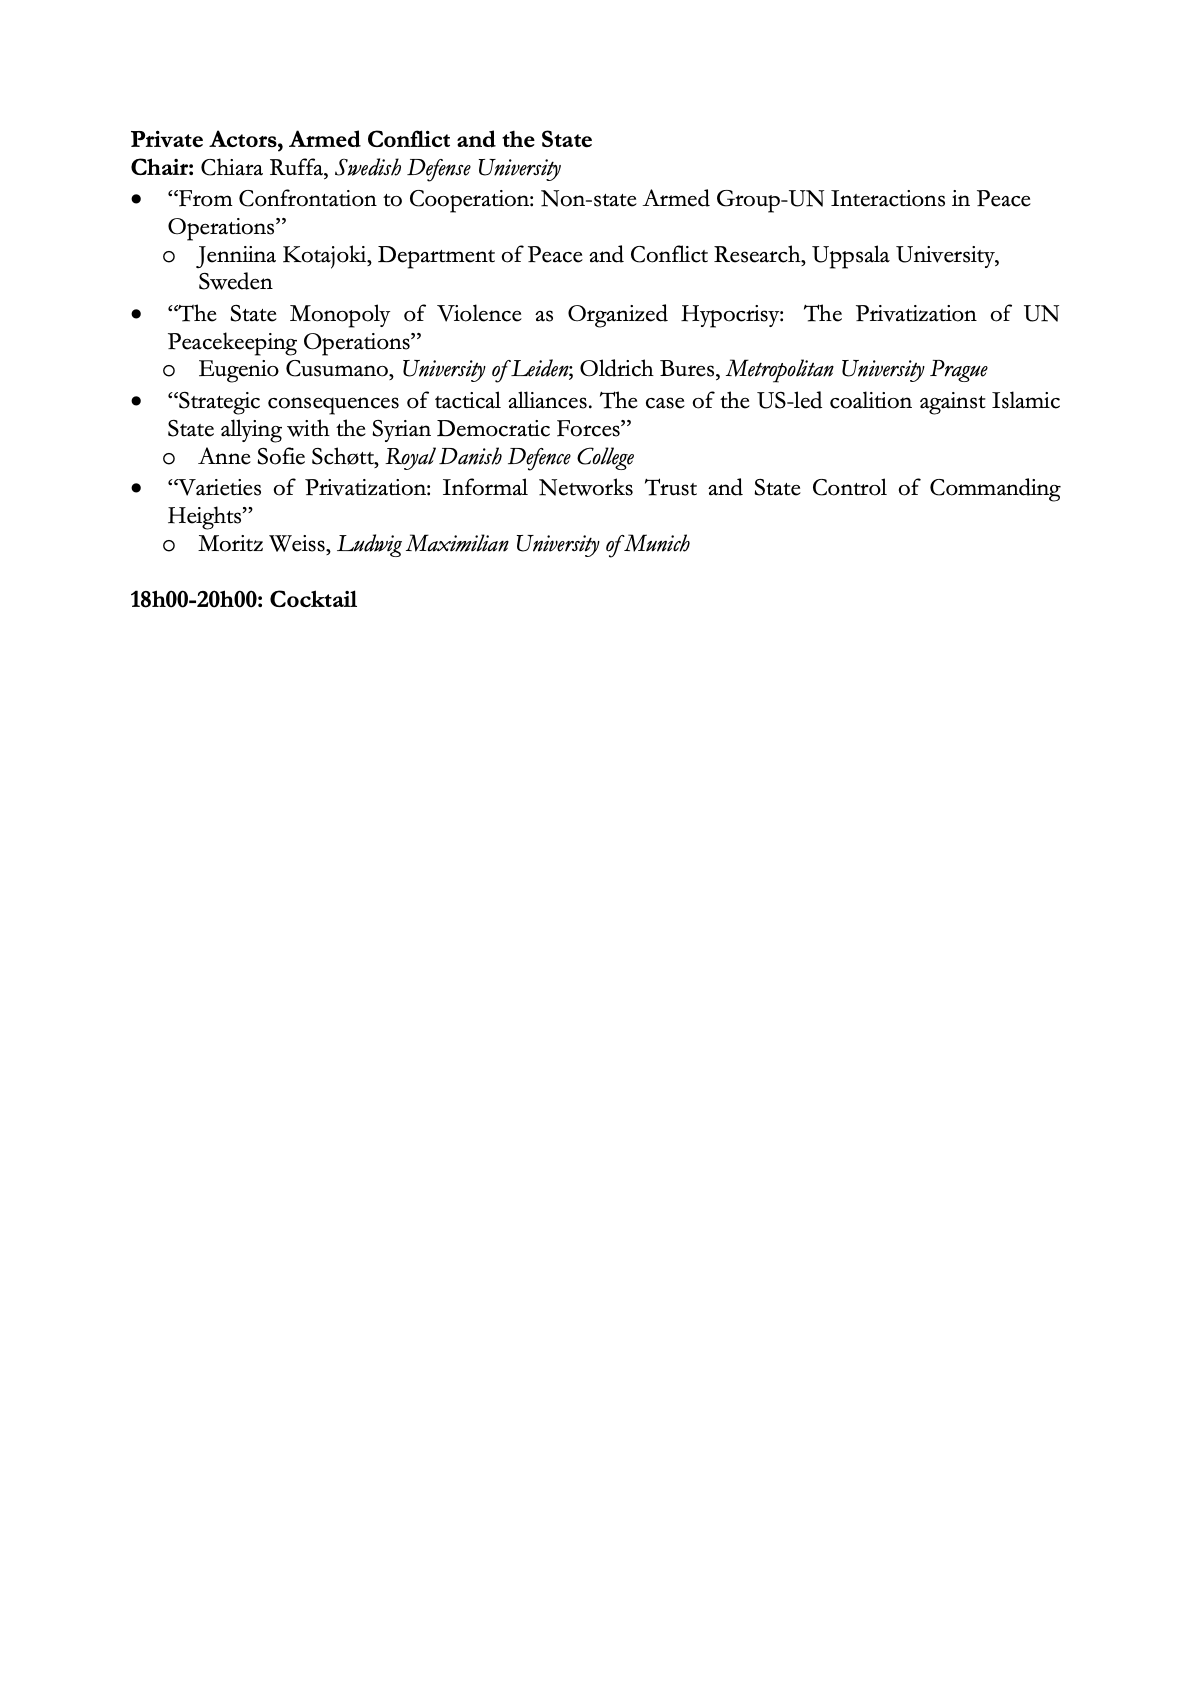 Private Actors, Armed Conflict and the State
Chair: Chiara Ruffa, Swedish Defense University
• “From Confrontation to Cooperation: Non-state Armed Group-UN Interactions in Peace
Operations”
o Jenniina Kotajoki, Department of Peace and Conflict Research, Uppsala University,
Sweden
• “The State Monopoly of Violence as Organized Hypocrisy: The Privatization of UN
Peacekeeping Operations”
o Eugenio Cusumano, University of Leiden; Oldrich Bures, Metropolitan University Prague
• “Strategic consequences of tactical alliances. The case of the US-led coalition against Islamic
State allying with the Syrian Democratic Forces”
o Anne Sofie Schøtt, Royal Danish Defence College
• “Varieties of Privatization: Informal Networks Trust and State Control of Commanding
Heights”
o Moritz Weiss, Ludwig Maximilian University of Munich
18h00-20h00: Cocktail